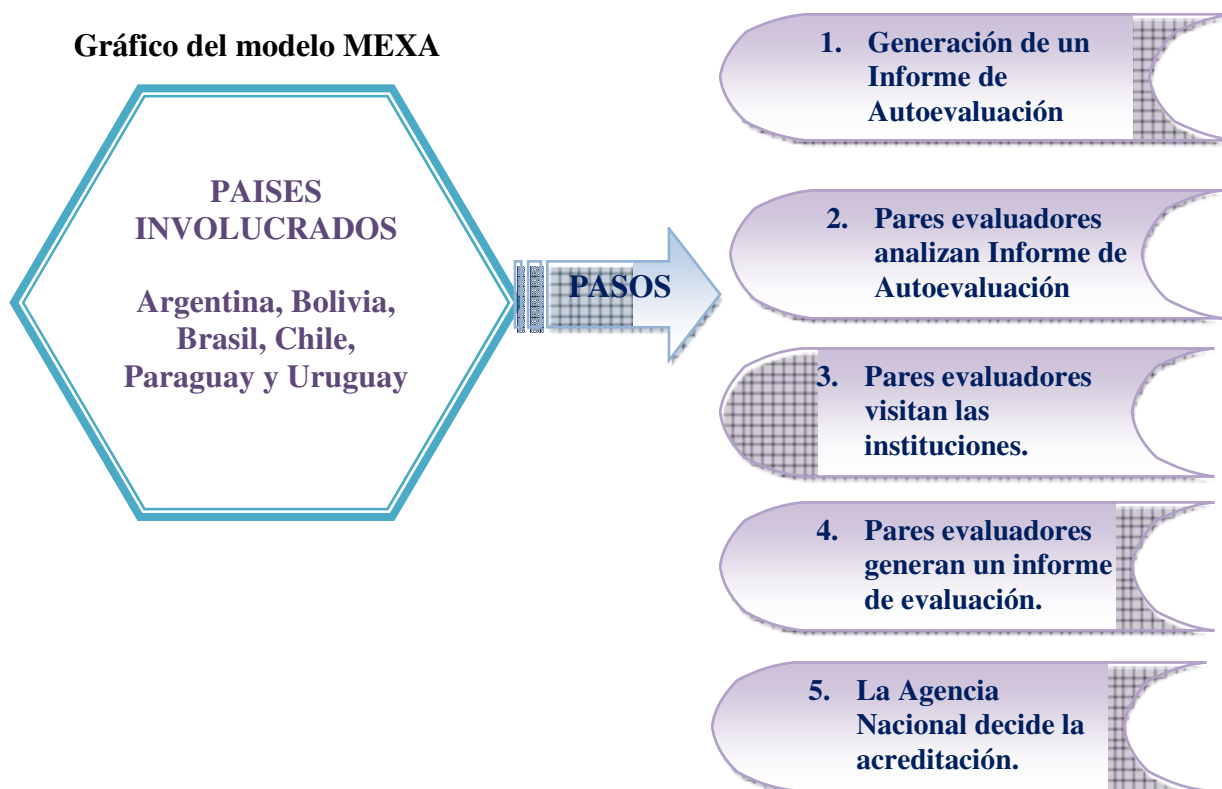 Gráfico del modelo MEXA
PAISES
INVOLUCRADOS
Argentina, Bolivia,
Brasil, Chile,
Paraguay y Uruguay
PASOS
1. Generación de un
Informe de
Autoevaluación
2. Pares evaluadores
analizan Informe de
Autoevaluación
3. Pares evaluadores
visitan las
instituciones.
4. Pares evaluadores
generan un informe
de evaluación.
5. La Agencia
Nacional decide la
acreditación.